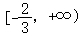 [-2/3, +∞)